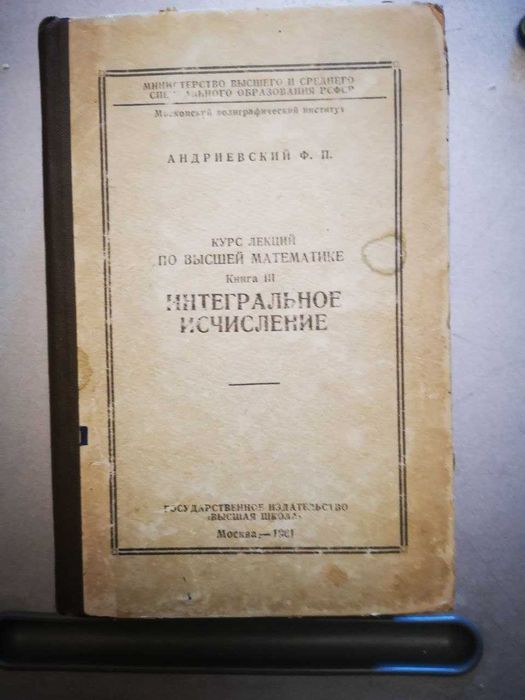 МИНИСТЕРСТВО ВЫСШЕГО И СРЕДНЕГО
СПЕЦИАЛЬНОГО ОБРАЗОВАНИЯ РСФСР
Московский полиграфический институт
АНДРИЕВСКИЙ Ф. П.
КУРС ЛЕКЦИЙ
ПО ВЫСШЕЙ МАТЕМАТИКЕ
Книга III
ИНТЕГРАЛЬНОЕ
ИСЧИСЛЕНИЕ
ГОСУДАРСТВЕННОЕ ИЗДАТЕЛЬСТВО
«ВЫСШАЯ ШКОЛА»
Москва — 1961